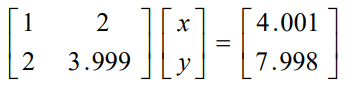 [1 2] [x] = [4.001]
[2 3.999] [y] [7.998]